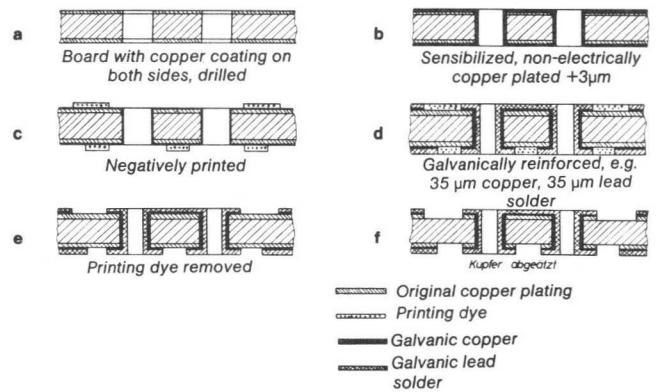 a
Board with copper coating on
both sides, drilled
b
Sensibilized, non-electrically
copper plated +3µm
c
Negatively printed
d
Galvanically reinforced, e.g.
35 µm copper, 35 µm lead
solder
e
Printing dye removed
f
Kupfer abgeätzt
Original copper plating
Printing dye
Galvanic copper
Galvanic lead
solder